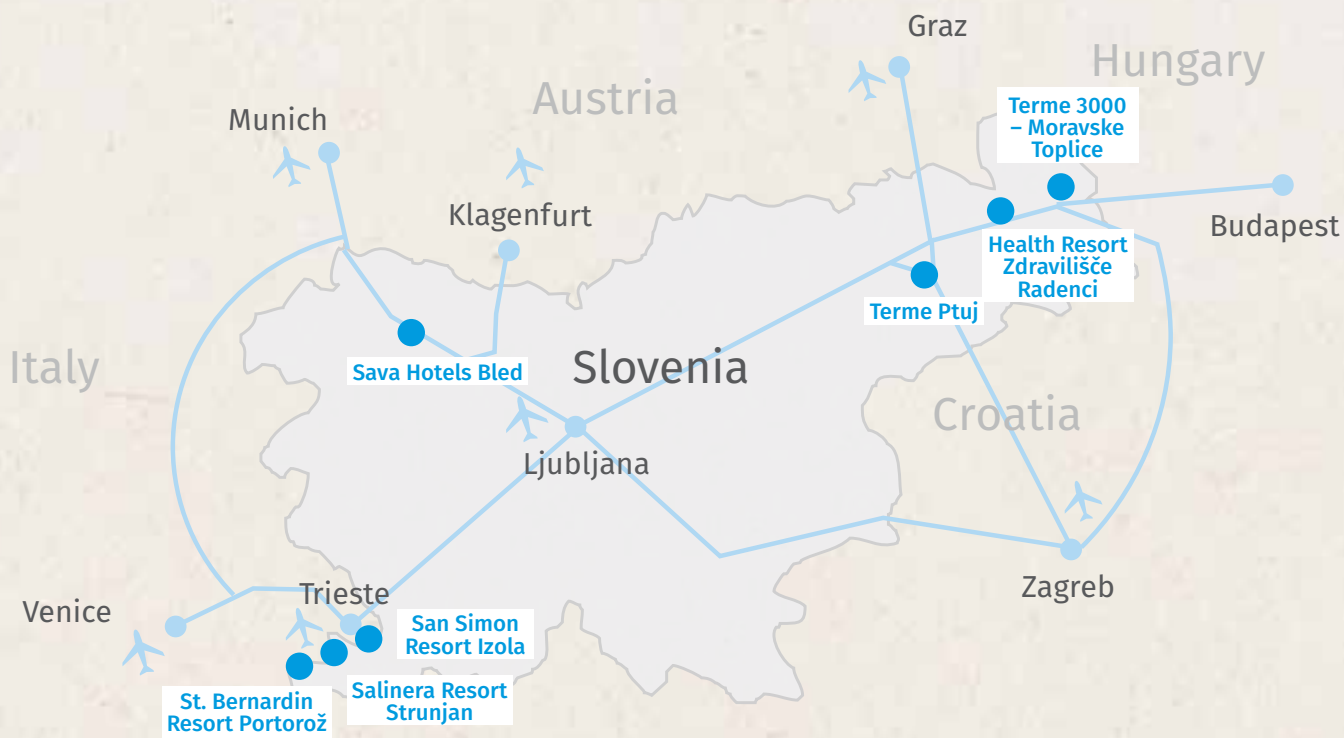 Graz
Hungary
Austria
Munich
Terme 3000
– Moravske
Toplice
Klagenfurt
Budapest
Health Resort
Zdravilišče
Radenci
Terme Ptuj
Italy
Sava Hotels Bled
Slovenia
Croatia
Ljubljana
Zagreb
Trieste
Venice
San Simon
Resort Izola
St. Bernardin
Resort Portorož
Salinera Resort
Strunjan